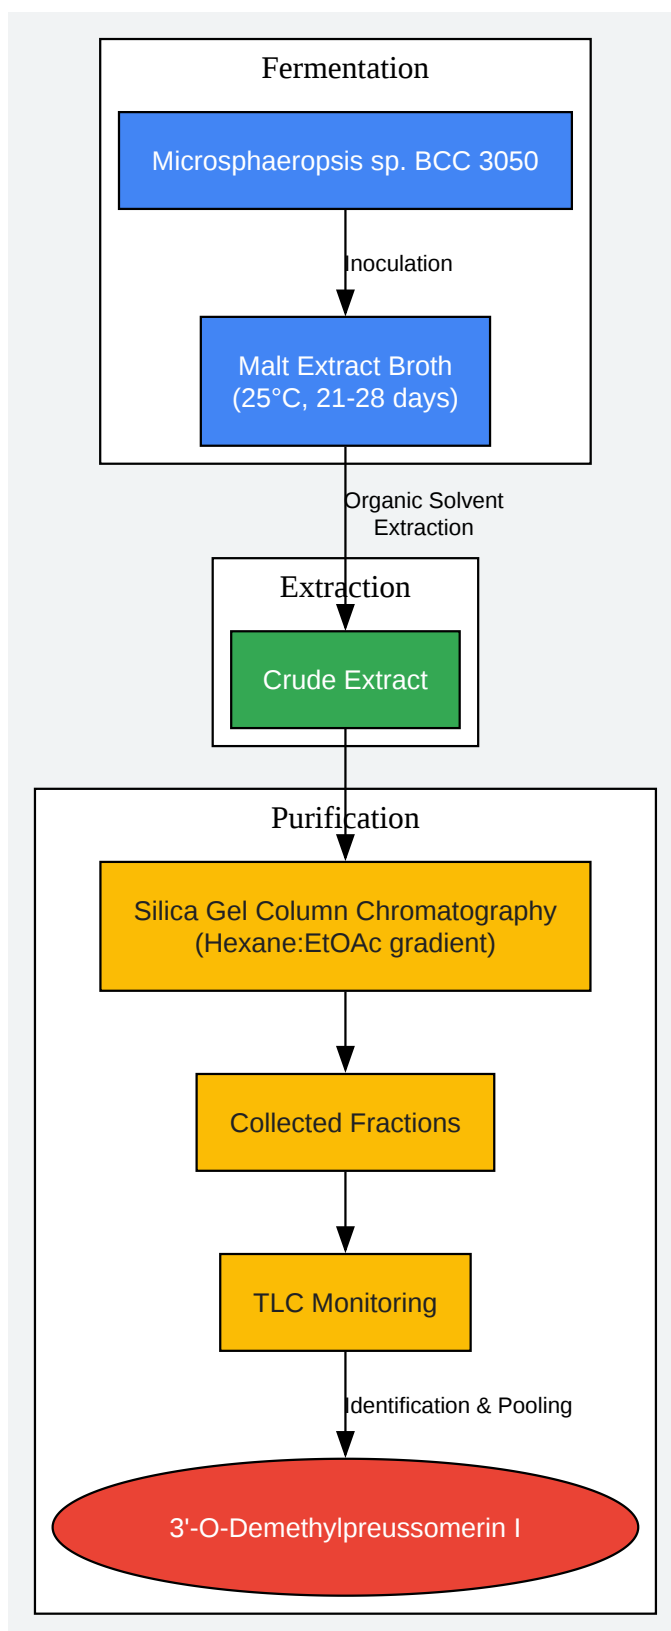 Fermentation
Microsphaeropsis sp. BCC 3050
Inoculation
Malt Extract Broth
(25°C, 21-28 days)
Organic Solvent
Extraction
Extraction
Crude Extract
Purification
Silica Gel Column Chromatography
(Hexane:EtOAc gradient)
Collected Fractions
TLC Monitoring
Identification & Pooling
3'-O-Demethylpreussomerin I